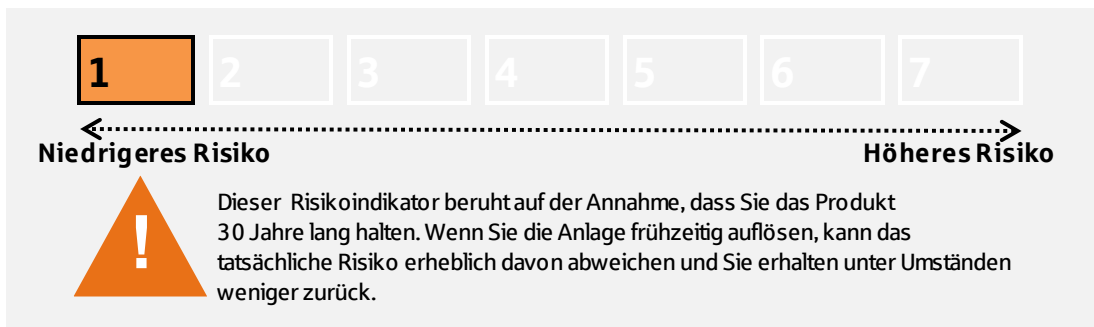 1 2 3 4 5 6 7
Niedrigeres Risiko Höheres Risiko
!
Dieser Risikoindikator beruht auf der Annahme, dass Sie das Produkt
30 Jahre lang halten. Wenn Sie die Anlage frühzeitig auflösen, kann das
tatsächliche Risiko erheblich davon abweichen und Sie erhalten unter Umständen
weniger zurück.